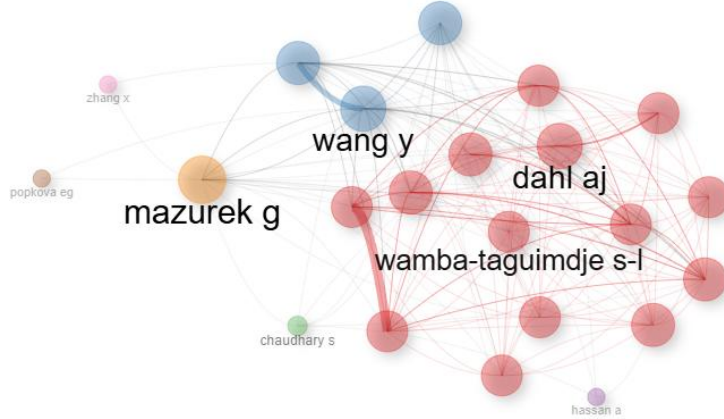 zhang x
wang y
popkova eg
dahl aj
mazurek g
wamba-taguimdje s-l
chaudhary s
hassan a